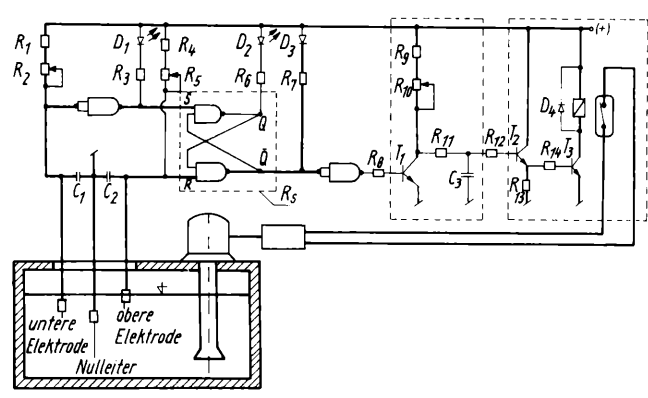 R1
R2
D1
R3
R4
R5
D2
R6
D3
R7
S
Q
Q̄
R
Rs
R8
R9
R10
T1
R11
C3
R12
T2
R13
R14
T3
D4
(+)
C1
C2
untere
Elektrode
Nulleiter
obere
Elektrode